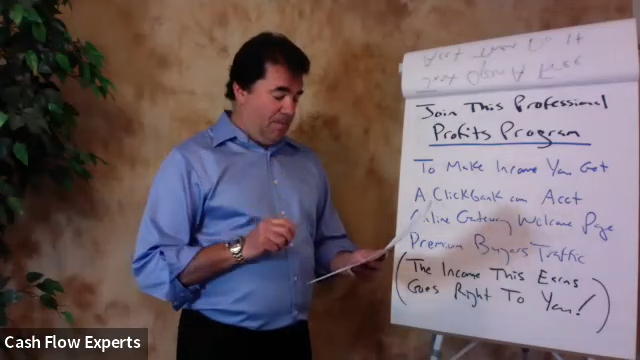 Join This Professional
Profits Program
To Make Income You Get
A Clickbank com Acct
Online Gateway Welcome Page
Premium Buyers Traffic
(The Income This Earns
Goes Right To You!)
Cash Flow Experts